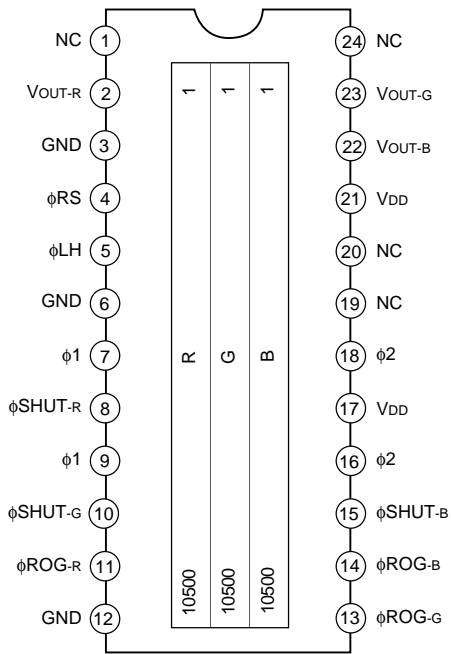 NC 1
24 NC
VOUT-R 2
1 1 1
23 VOUT-G
GND 3
22 VOUT-B
ϕRS 4
21 VDD
ϕLH 5
20 NC
GND 6
19 NC
ϕ1 7
R G B
18 ϕ2
ϕSHUT-R 8
17 VDD
ϕ1 9
16 ϕ2
ϕSHUT-G 10
15 ϕSHUT-B
ϕROG-R 11
10500 10500 10500
14 ϕROG-B
GND 12
13 ϕROG-G